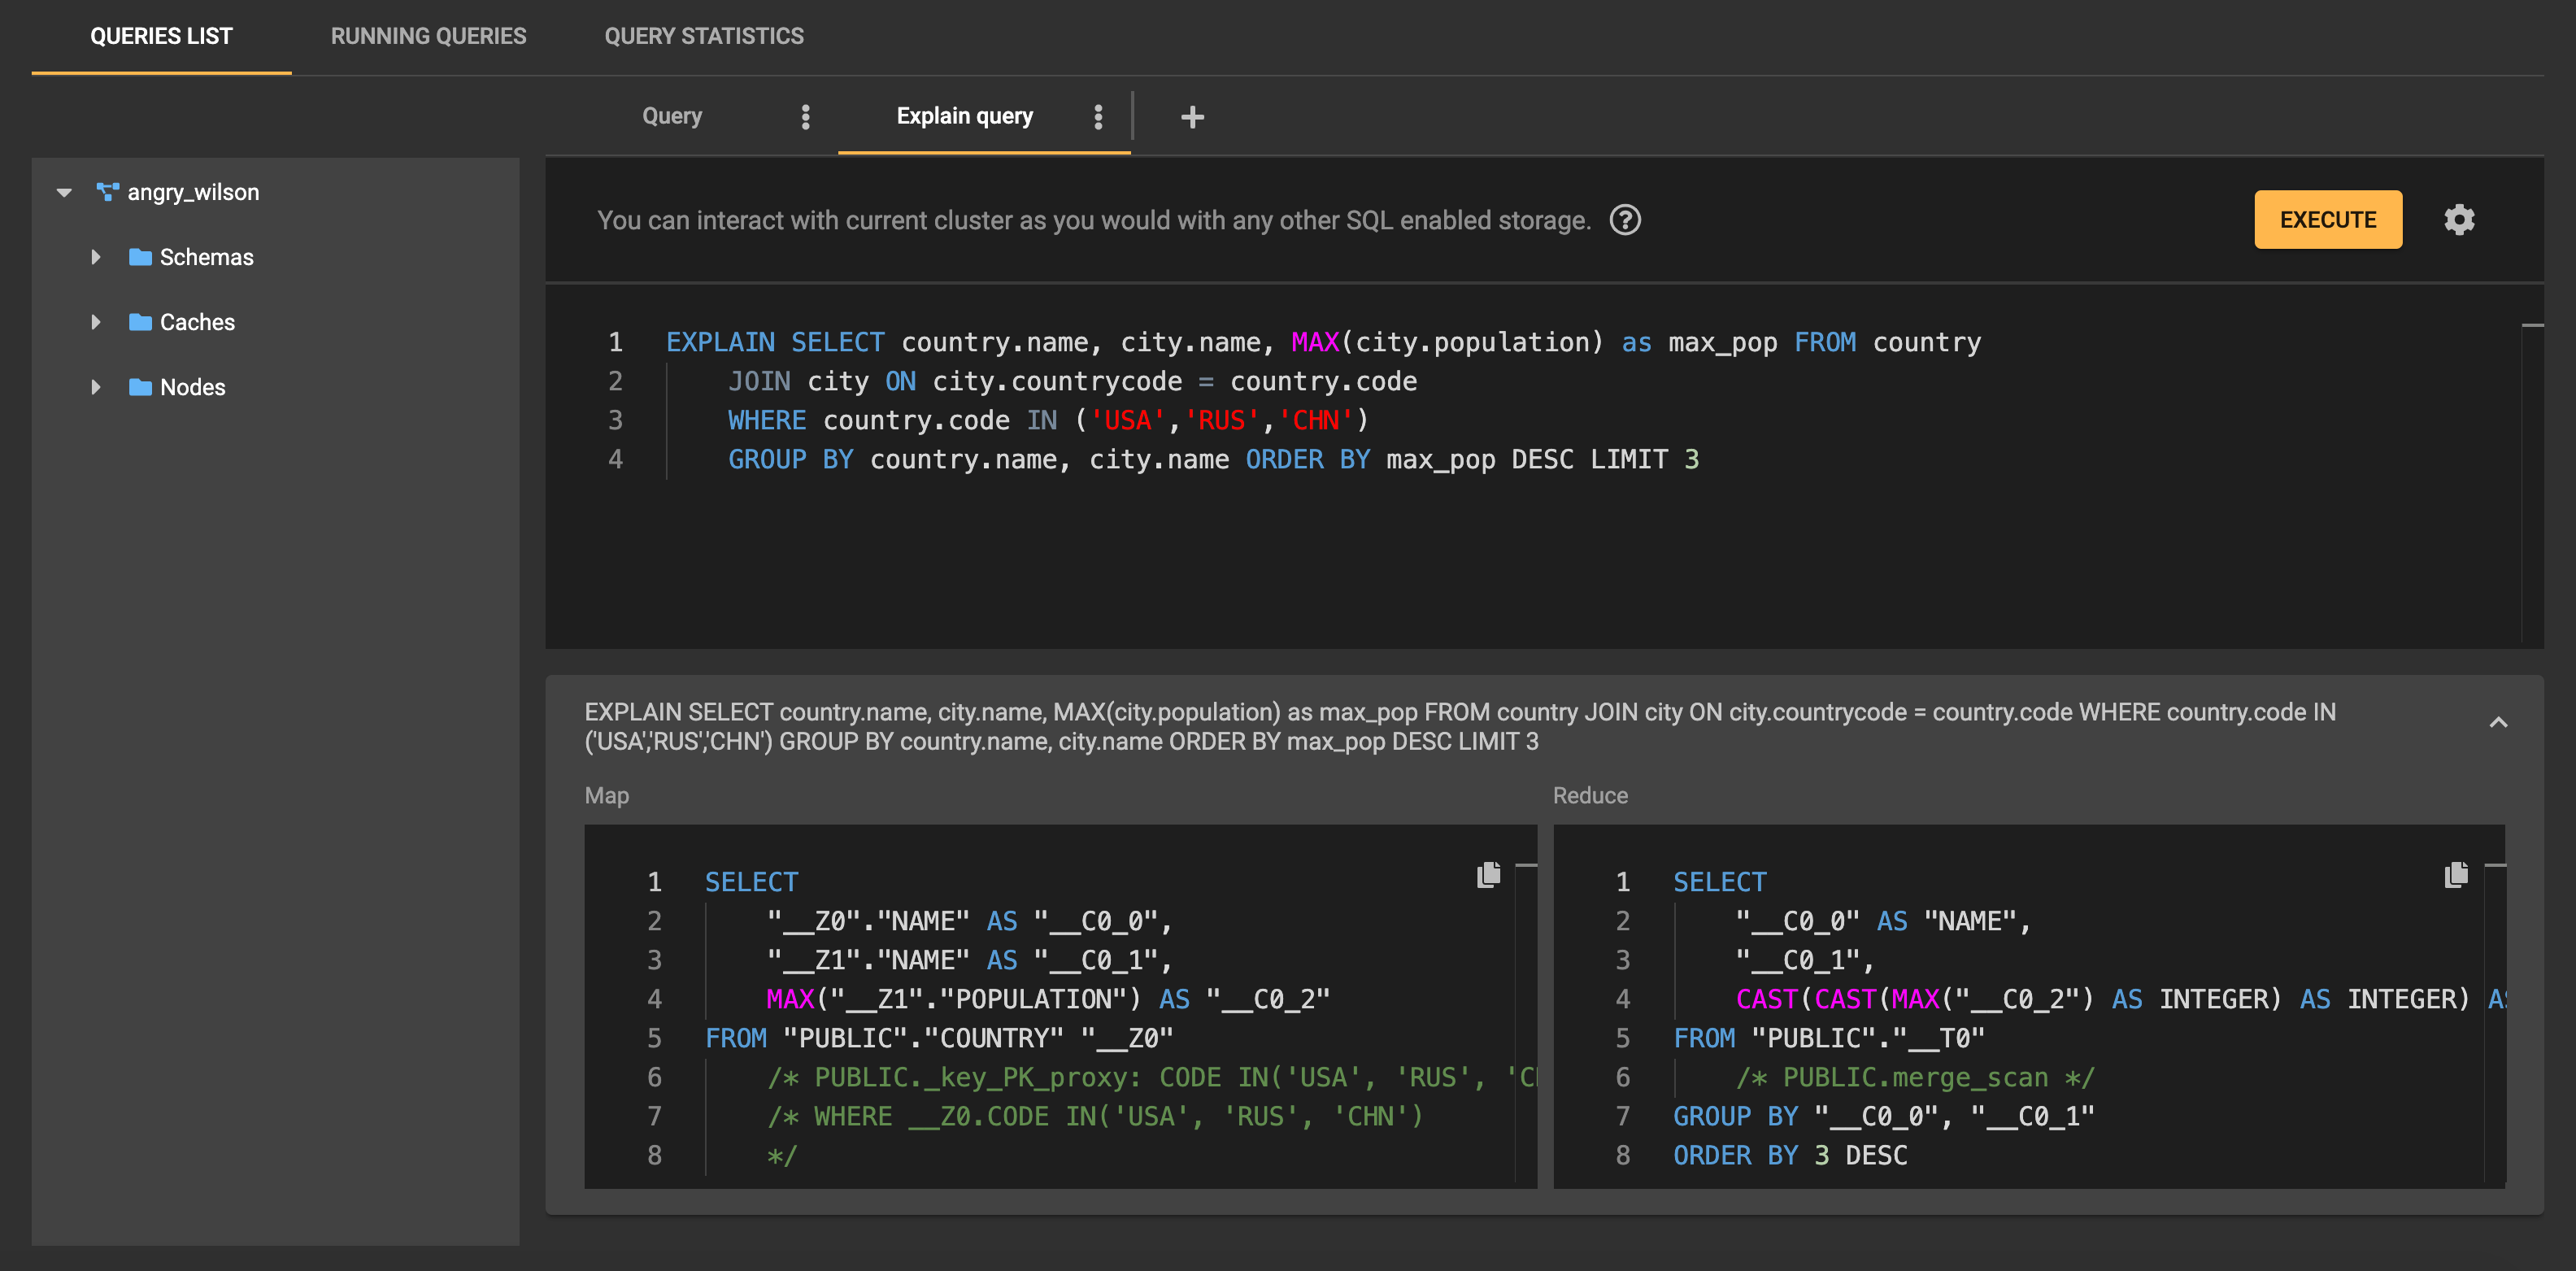 QUERIES LIST RUNNING QUERIES QUERY STATISTICS
Query Explain query
angry_wilson
Schemas
Caches
Nodes
You can interact with current cluster as you would with any other SQL enabled storage.
EXECUTE
1 EXPLAIN SELECT country.name, city.name, MAX(city.population) as max_pop FROM country
2 JOIN city ON city.countrycode = country.code
3 WHERE country.code IN ('USA','RUS','CHN')
4 GROUP BY country.name, city.name ORDER BY max_pop DESC LIMIT 3
EXPLAIN SELECT country.name, city.name, MAX(city.population) as max_pop FROM country JOIN city ON city.countrycode = country.code WHERE country.code IN
('USA','RUS','CHN') GROUP BY country.name, city.name ORDER BY max_pop DESC LIMIT 3
Map
1 SELECT
2 "__Z0"."NAME" AS "__C0_0",
3 "__Z1"."NAME" AS "__C0_1",
4 MAX("__Z1"."POPULATION") AS "__C0_2"
5 FROM "PUBLIC"."COUNTRY" "__Z0"
6 /* PUBLIC._key_PK_proxy: CODE IN('USA', 'RUS',
7 /* WHERE __Z0.CODE IN('USA', 'RUS', 'CHN')
8 */
Reduce
1 SELECT
2 "__C0_0" AS "NAME",
3 "__C0_1",
4 CAST(CAST(MAX("__C0_2") AS INTEGER) AS INTEGER)
5 FROM "PUBLIC"."__T0"
6 /* PUBLIC.merge_scan */
7 GROUP BY "__C0_0", "__C0_1"
8 ORDER BY 3 DESC